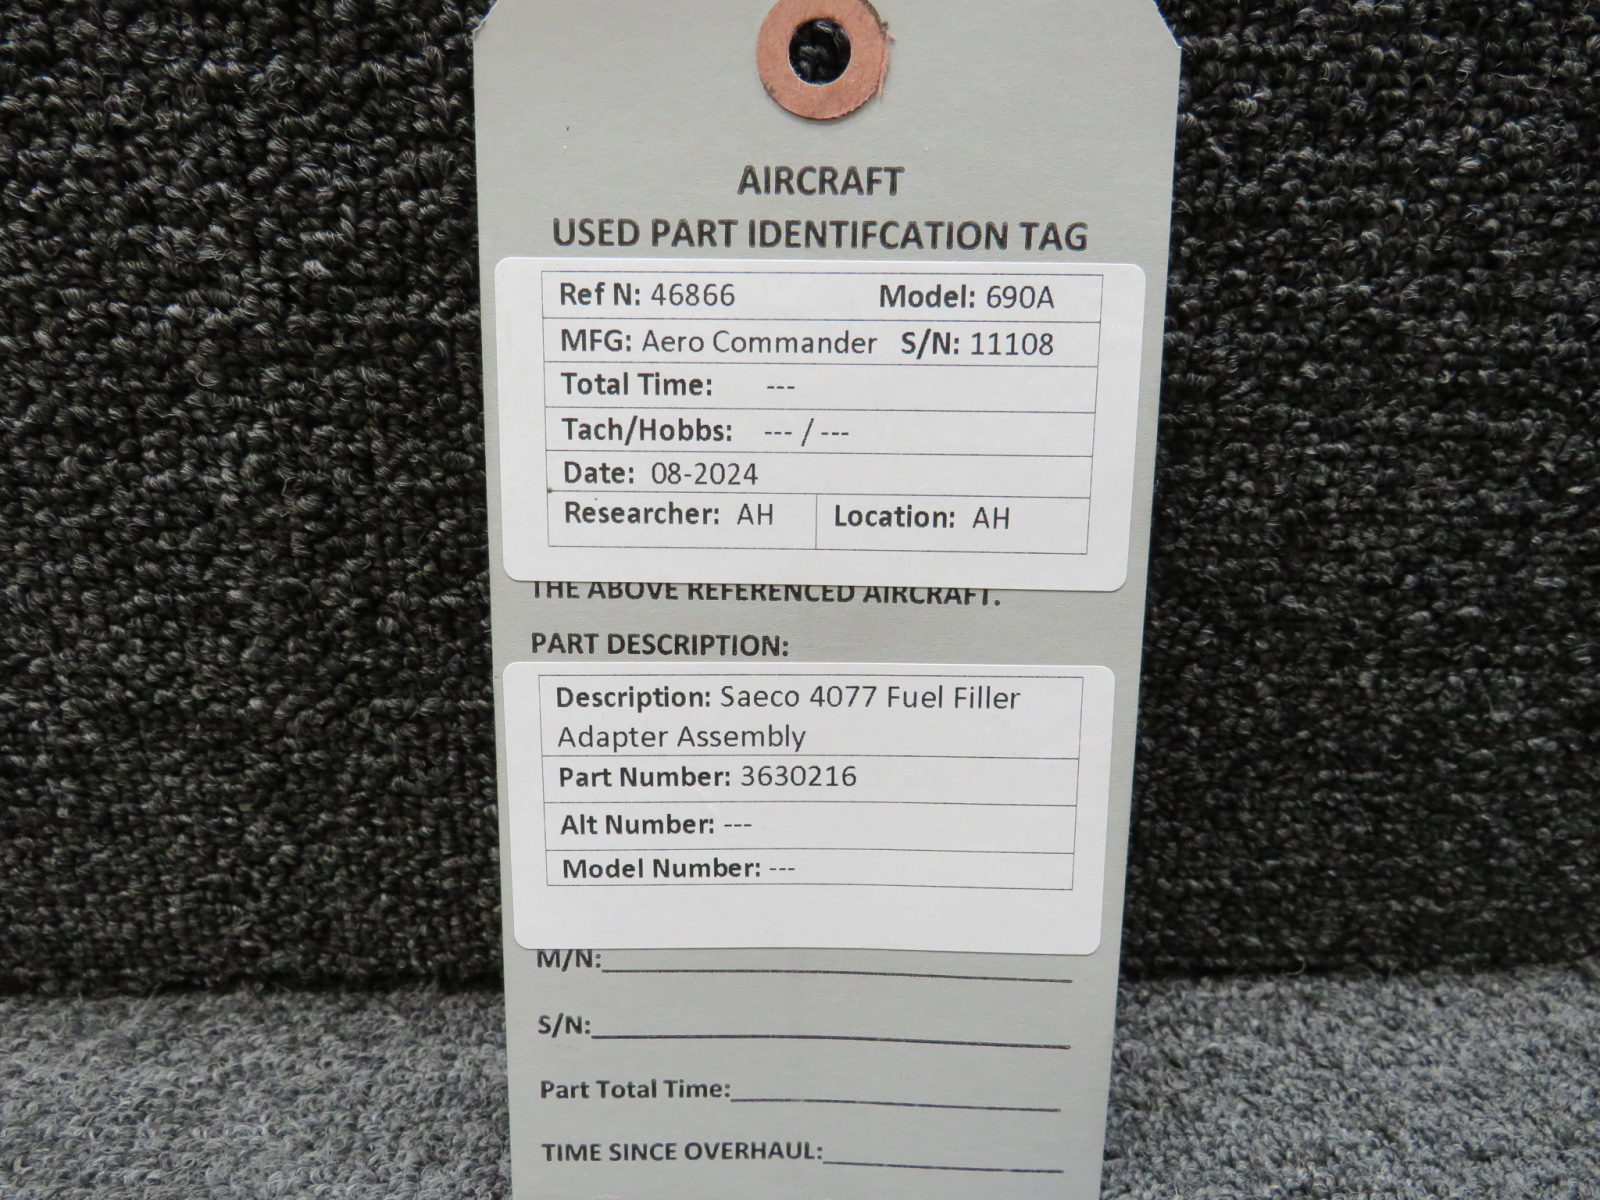 AIRCRAFT
USED PART IDENTIFCATION TAG
Ref N: 46866 Model: 690A
MFG: Aero Commander S/N: 11108
Total Time: ---
Tach/Hobbs: --- / ---
Date: 08-2024
Researcher: AH Location: AH
THE ABOVE REFERENCED AIRCRAFT.
PART DESCRIPTION:
Description: Saeco 4077 Fuel Filler
Adapter Assembly
Part Number: 3630216
Alt Number: ---
Model Number: ---
M/N:
S/N:
Part Total Time:
TIME SINCE OVERHAUL: